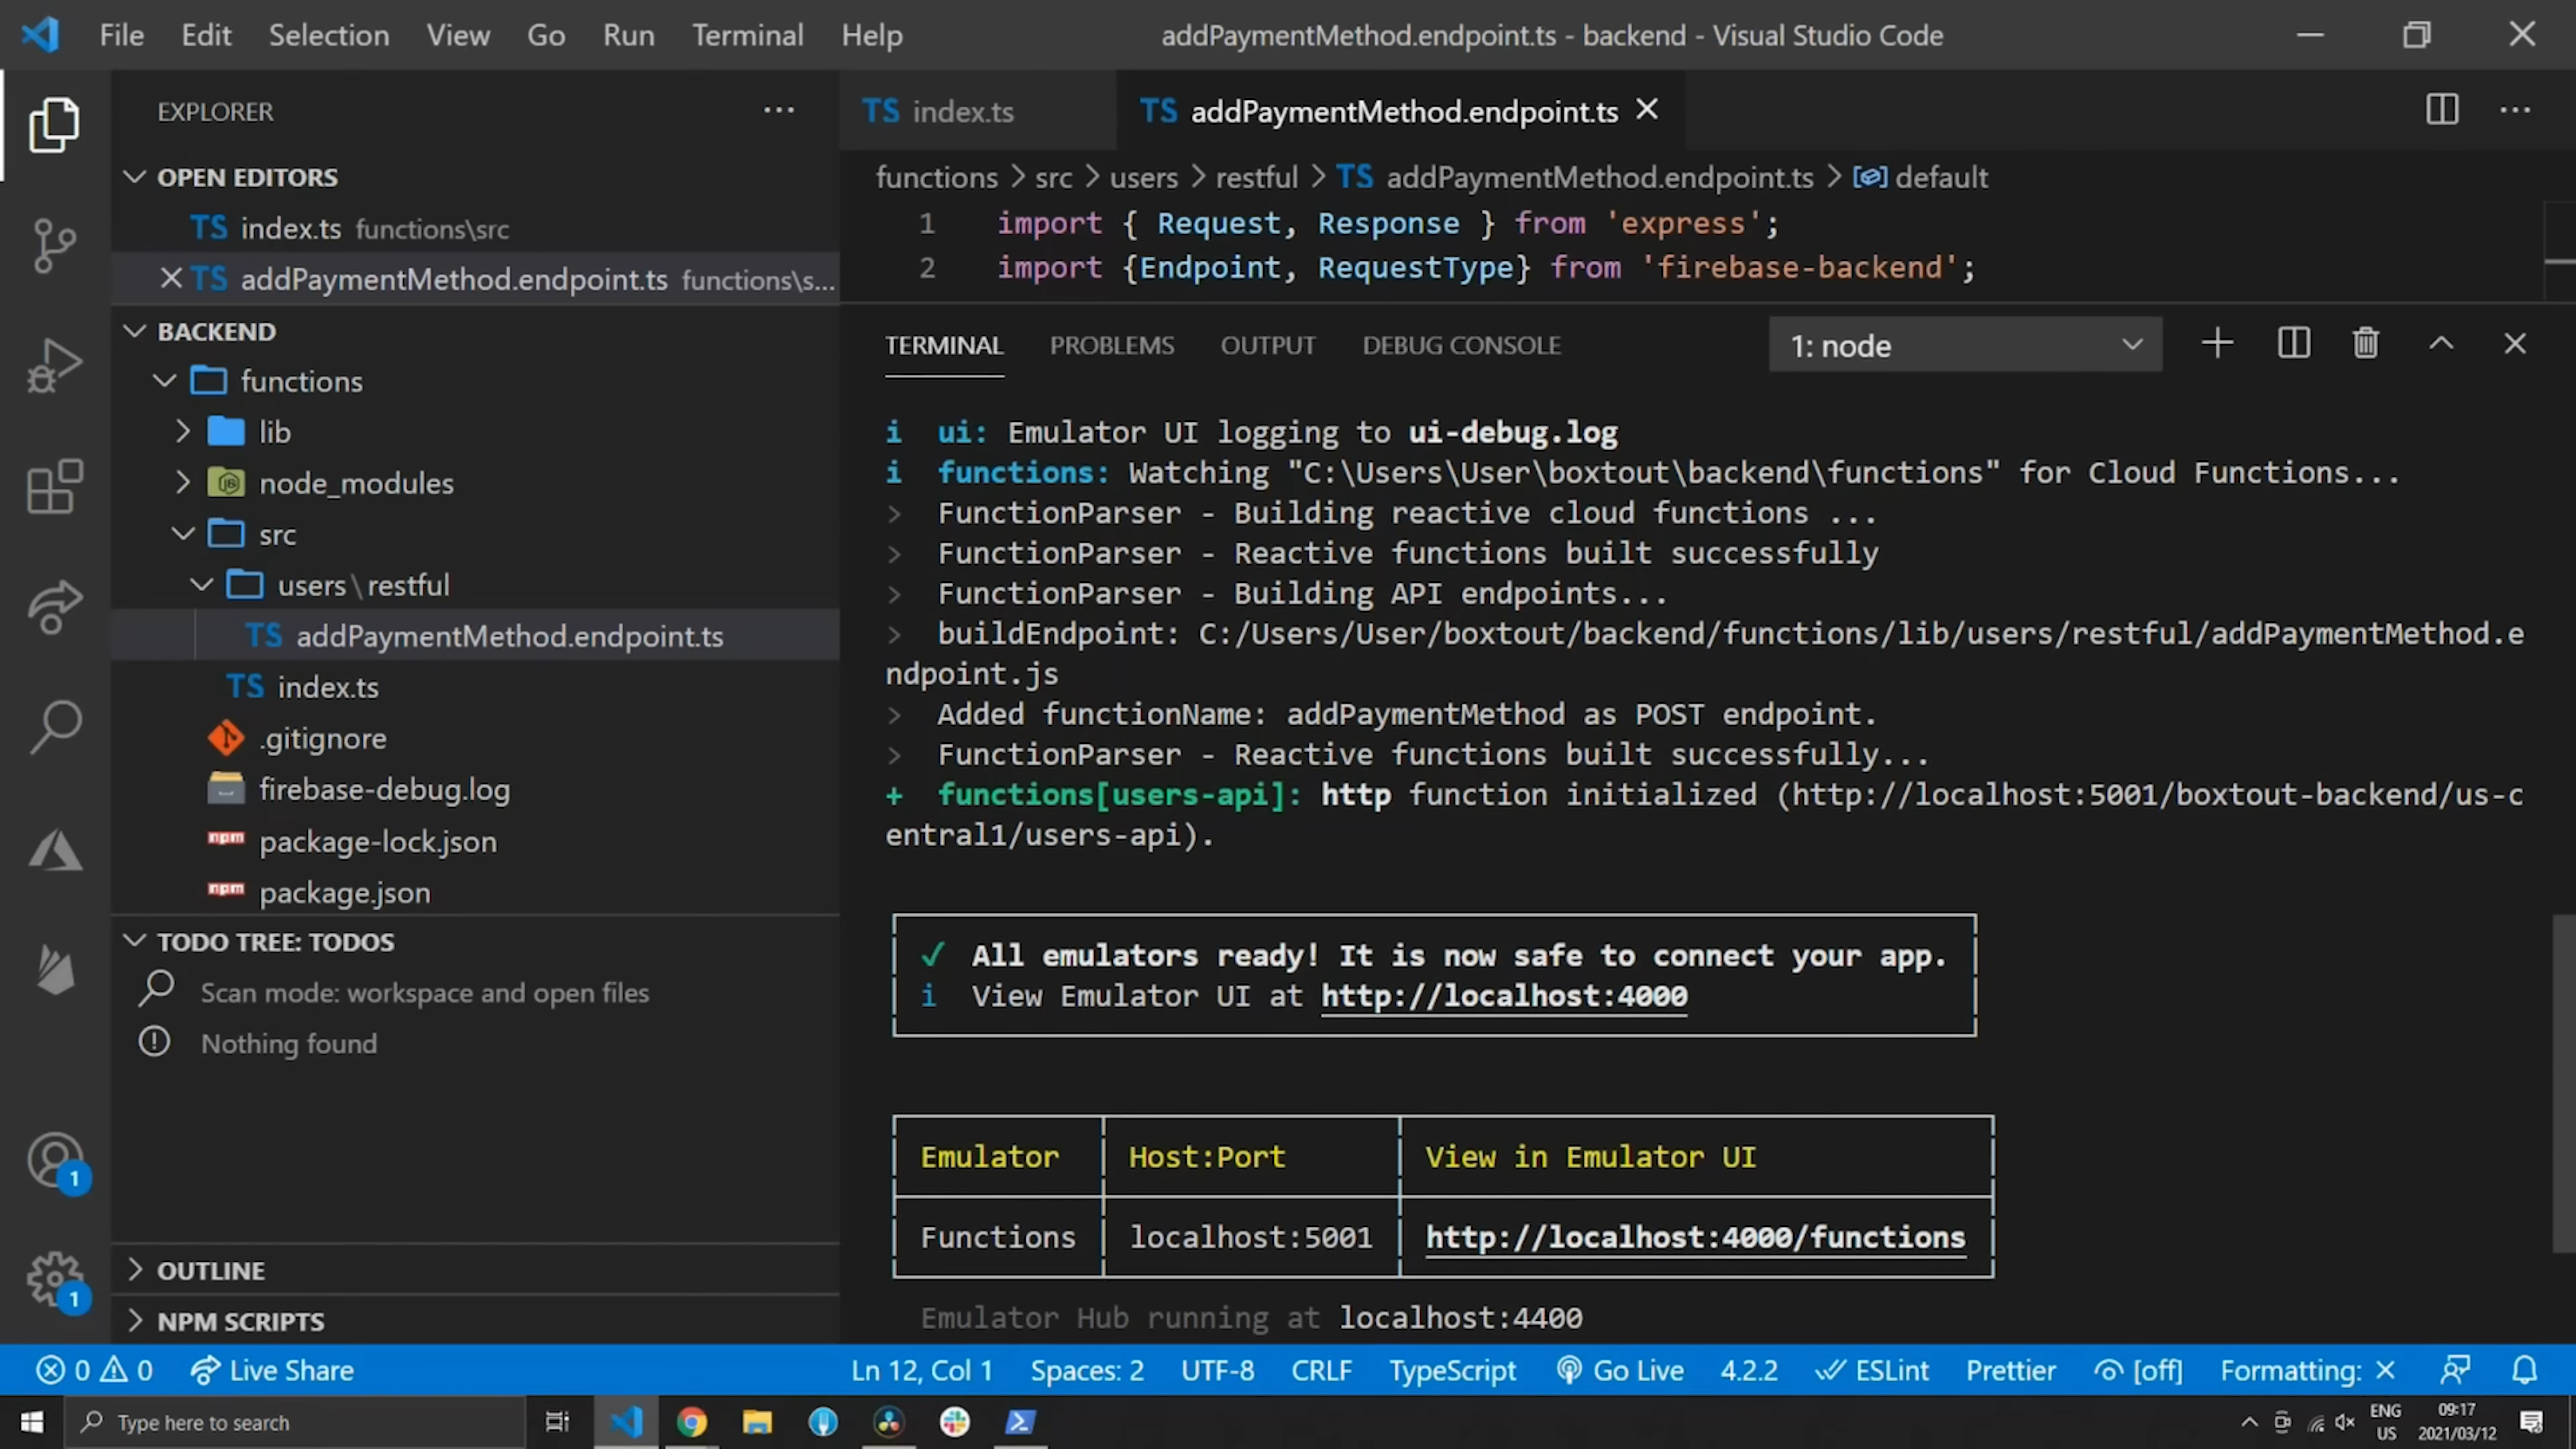 File Edit Selection View Go Run Terminal Help
addPaymentMethod.endpoint.ts - backend - Visual Studio Code
EXPLORER
OPEN EDITORS
TS index.ts functions\src
TS addPaymentMethod.endpoint.ts functions\s...
BACKEND
functions
lib
node_modules
src
users\restful
TS addPaymentMethod.endpoint.ts
TS index.ts
.gitignore
firebase-debug.log
npm package-lock.json
npm package.json
TODO TREE: TODOS
Scan mode: workspace and open files
Nothing found
1
1
OUTLINE
NPM SCRIPTS
TS index.ts
TS addPaymentMethod.endpoint.ts
functions > src > users > restful > TS addPaymentMethod.endpoint.ts > default
1 import { Request, Response } from 'express';
2 import {Endpoint, RequestType} from 'firebase-backend';
TERMINAL PROBLEMS OUTPUT DEBUG CONSOLE 1: node
i ui: Emulator UI logging to ui-debug.log
i functions: Watching "C:\Users\User\boxtout\backend\functions" for Cloud Functions...
> FunctionParser - Building reactive cloud functions ...
> FunctionParser - Reactive functions built successfully
> FunctionParser - Building API endpoints...
> buildEndpoint: C:/Users/User/boxtout/backend/functions/lib/users/restful/addPaymentMethod.e
ndpoint.js
> Added functionName: addPaymentMethod as POST endpoint.
> FunctionParser - Reactive functions built successfully...
+ functions[users-api]: http function initialized (http://localhost:5001/boxtout-backend/us-c
entral1/users-api).
✓ All emulators ready! It is now safe to connect your app.
i View Emulator UI at http://localhost:4000
Emulator Host:Port View in Emulator UI
Functions localhost:5001 http://localhost:4000/functions
Emulator Hub running at localhost:4400
0 0 Live Share Ln 12, Col 1 Spaces: 2 UTF-8 CRLF TypeScript Go Live 4.2.2 ESLint Prettier [off] Formatting: ✕
Type here to search
ENG
US
09:17
2021/03/12